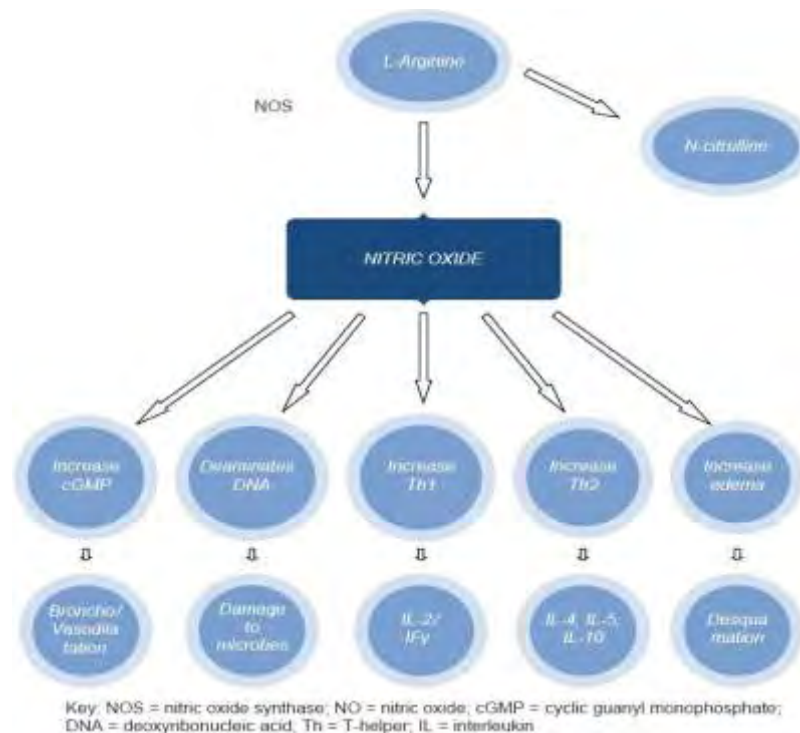 L-Arginine
NOS
N-citrulline
NITRIC OXIDE
Increase
cGMP
Deaminates
DNA
Increase
Th1
Increase
Th2
Increase
edema
Broncho/
Vasodila
tation
Damage
to
microbes
IL-2/
IFγ
IL-4, IL-5,
IL-10
Desqua
mation
Key: NOS = nitric oxide synthase; NO = nitric oxide; cGMP = cyclic guanyl monophosphate;
DNA = deoxyribonucleic acid; Th = T-helper; IL = interleukin